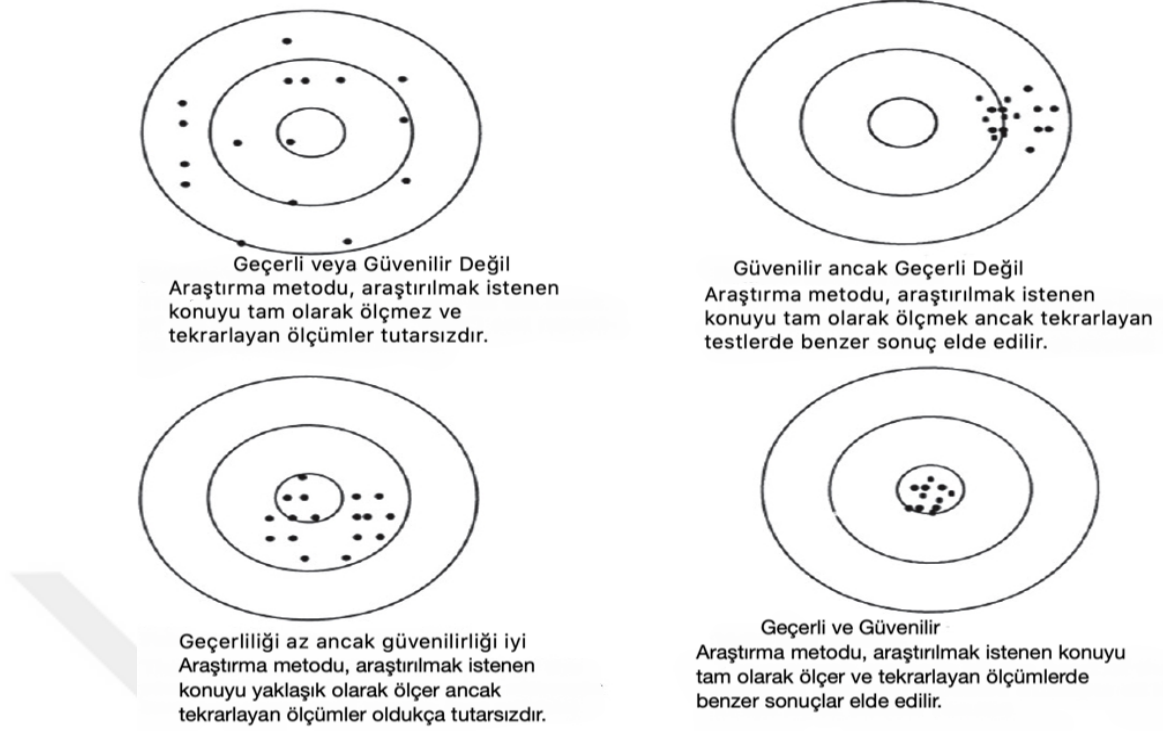 Geçerli veya Güvenilir Değil
Araştırma metodu, araştırılmak istenen
konuyu tam olarak ölçmez ve
tekrarlayan ölçümler tutarsızdır.
Güvenilir ancak Geçerli Değil
Araştırma metodu, araştırılmak istenen
konuyu tam olarak ölçmek ancak tekrarlayan
testlerde benzer sonuç elde edilir.
Geçerliliği az ancak güvenilirliği iyi
Araştırma metodu, araştırılmak istenen
konuyu yaklaşık olarak ölçer ancak
tekrarlayan ölçümler oldukça tutarsızdır.
Geçerli ve Güvenilir
Araştırma metodu, araştırılmak istenen konuyu
tam olarak ölçer ve tekrarlayan ölçümlerde
benzer sonuçlar elde edilir.